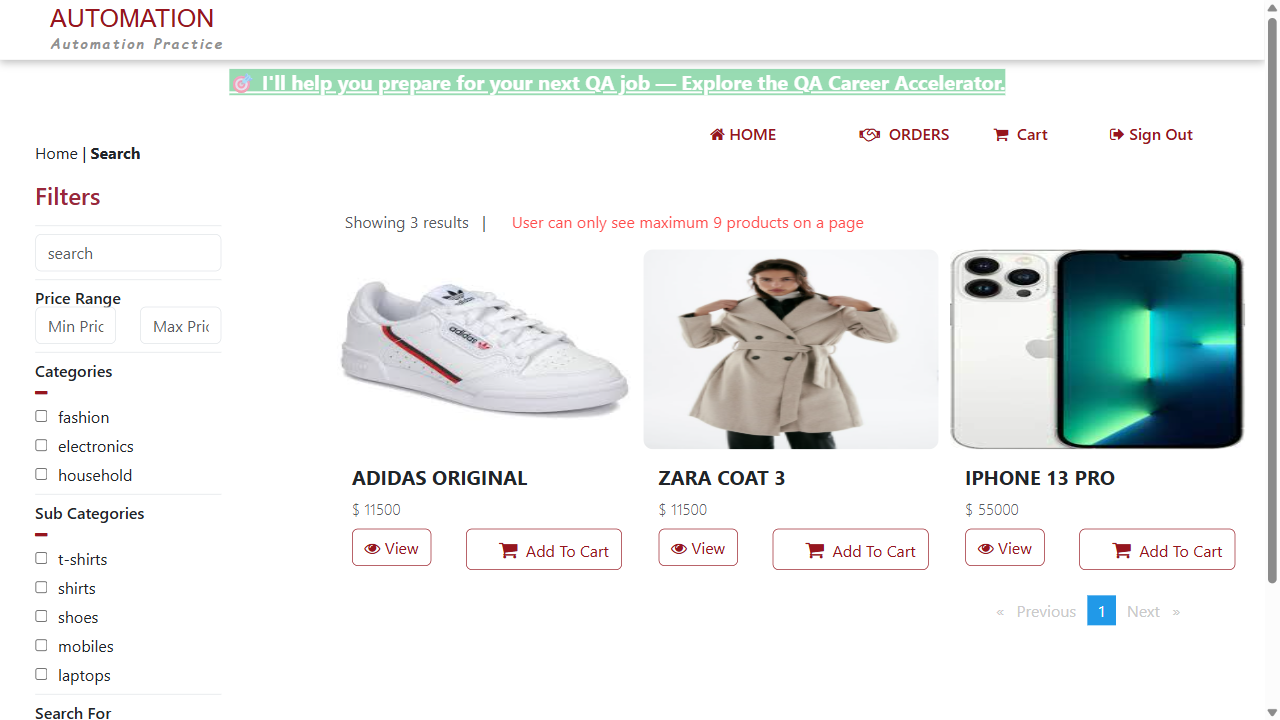 AUTOMATION
Automation Practice
🎯 I'll help you prepare for your next QA job — Explore the QA Career Accelerator.
HOME ORDERS Cart Sign Out
Home | Search
Filters
Showing 3 results | User can only see maximum 9 products on a page
search
Price Range
Min Pric Max Pric
Categories
fashion
electronics
household
Sub Categories
t-shirts
shirts
shoes
mobiles
laptops
Search For
adidas
ADIDAS ORIGINAL
$ 11500
View Add To Cart
ZARA COAT 3
$ 11500
View Add To Cart
IPHONE 13 PRO
$ 55000
View Add To Cart
« Previous 1 Next »